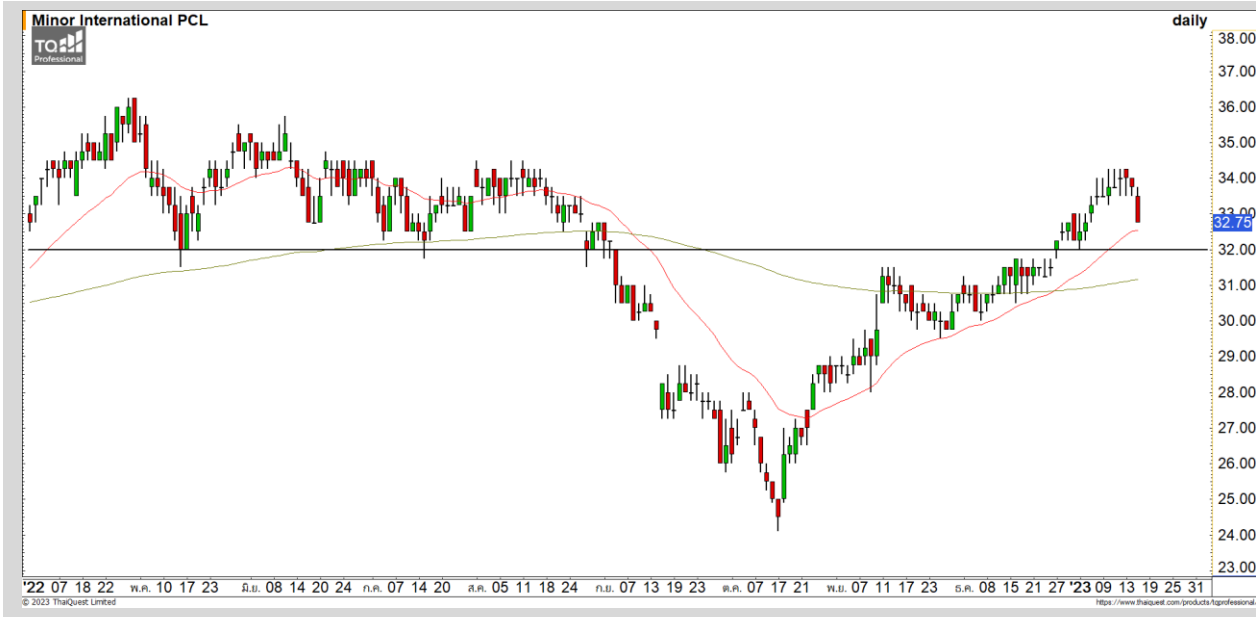 Minor International PCL
daily
TQ
Professional
38.00
37.00
36.00
35.00
34.00
33.00
32.75
32.00
31.00
30.00
29.00
28.00
27.00
26.00
25.00
24.00
23.00
'22 07 18 22 พ.ค. 10 17 23 มิ.ย. 08 14 20 24 ก.ค. 07 14 20 ส.ค. 05 11 18 24 ก.ย. 07 13 19 23 ต.ค. 07 17 21 พ.ย. 07 11 17 23 ธ.ค. 08 15 21 27 '23 09 13 19 25 31
© 2023 ThaiQuest Limited
https://www.thaiquest.com/products/tqprofessional